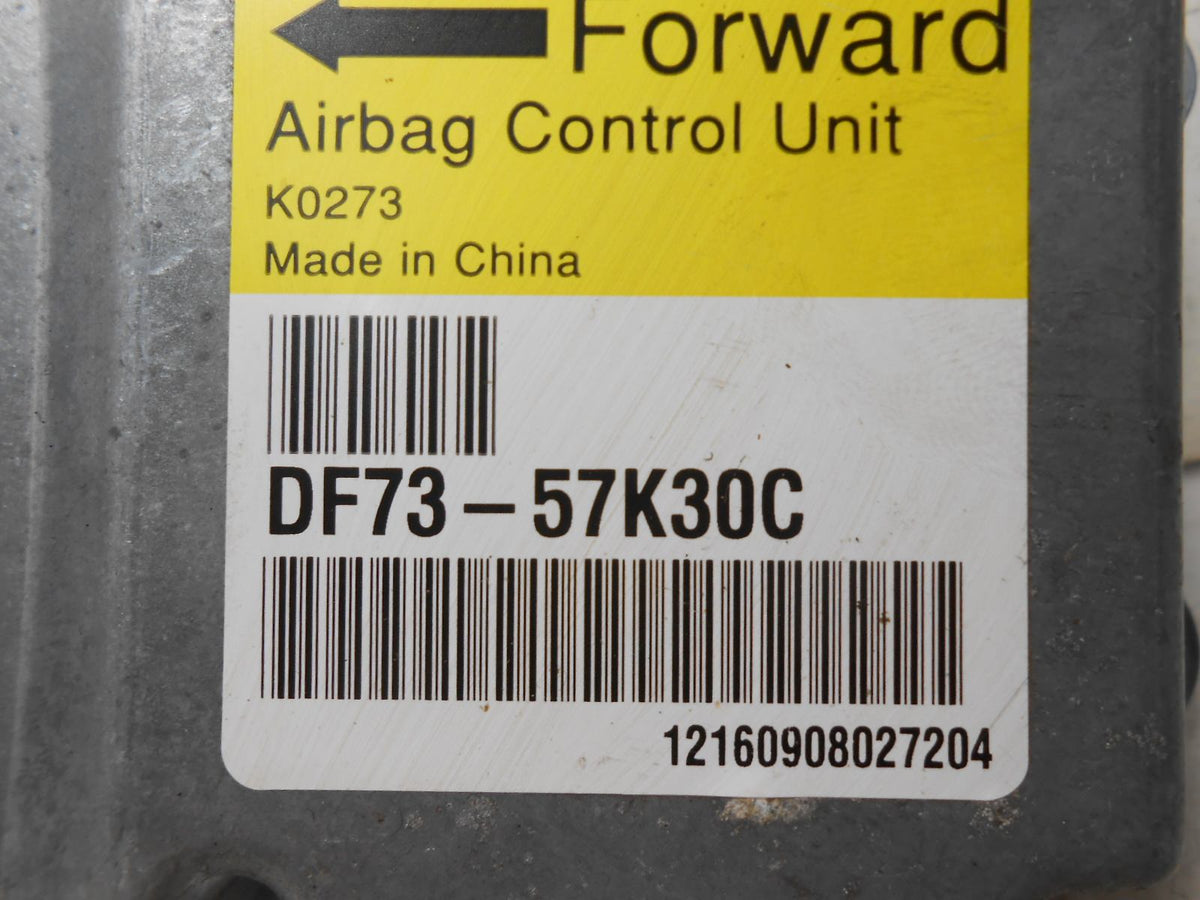 Forward
Airbag Control Unit
K0273
Made in China
DF73-57K30C
12160908027204